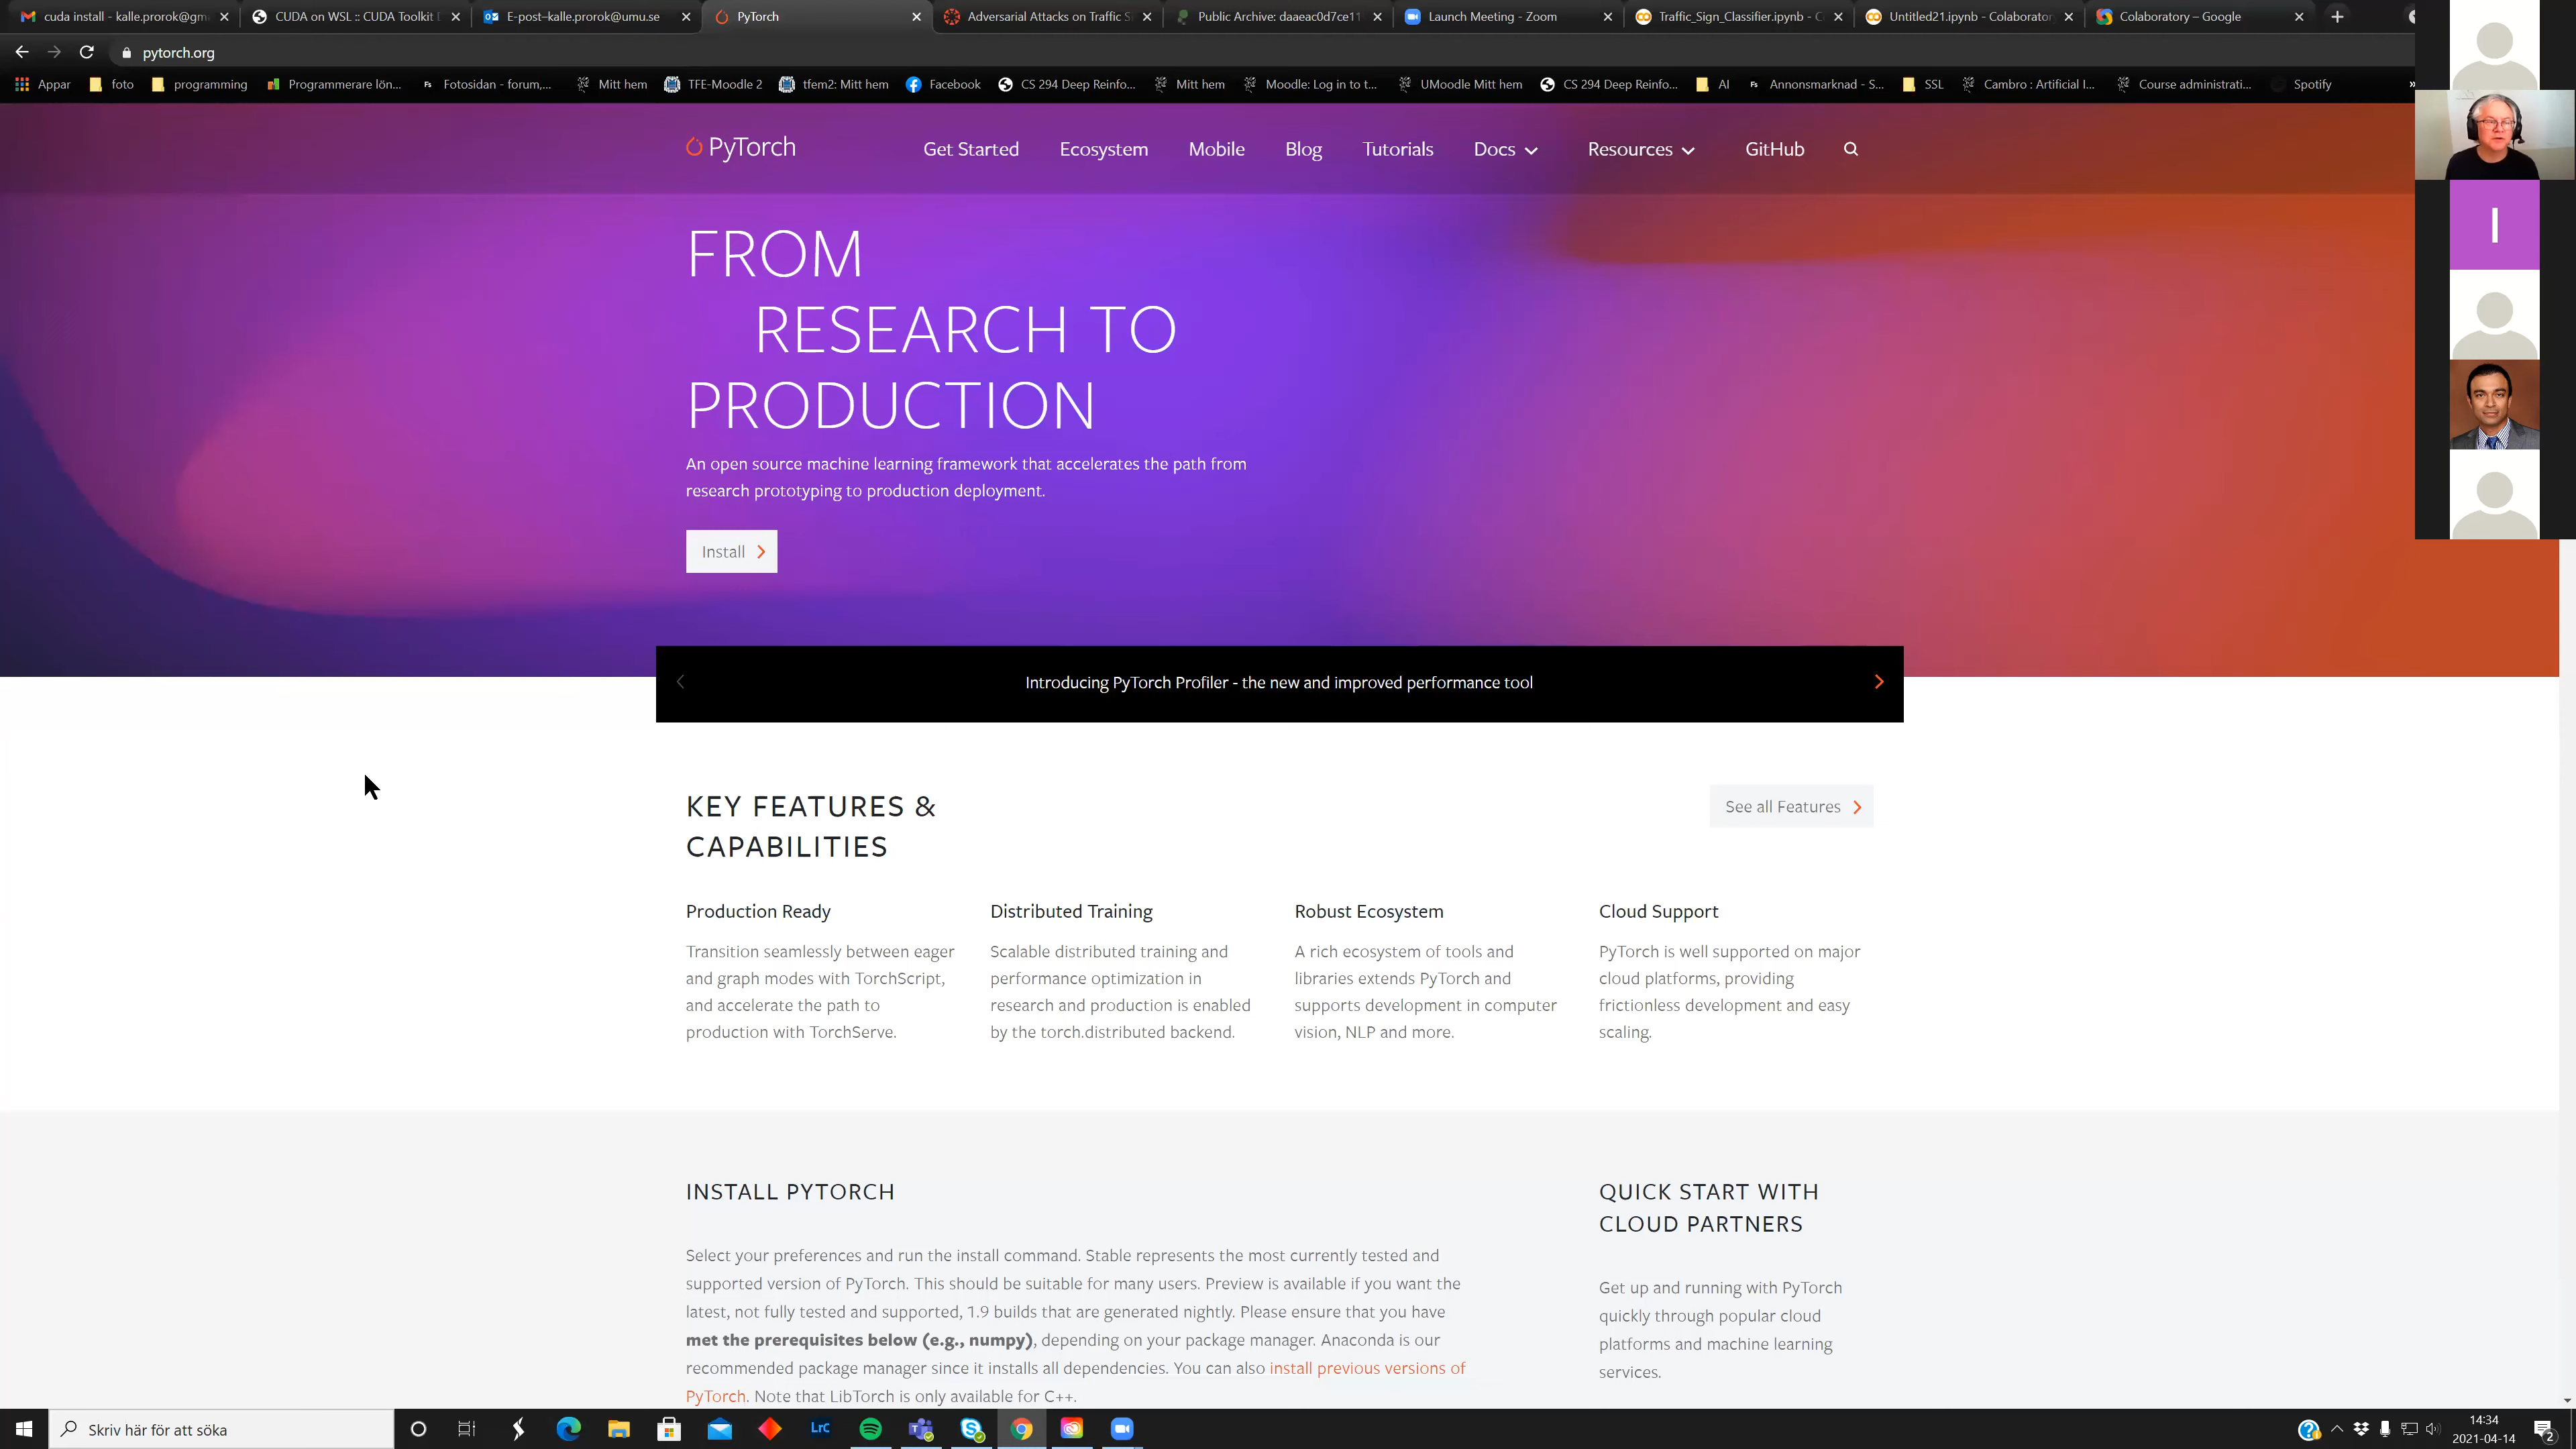 cuda install - kalle.prorok@gm
CUDA on WSL :: CUDA Toolkit
E-post–kalle.prorok@umu.se
PyTorch
Adversarial Attacks on Traffic S
Public Archive: daaeac0d7ce11
Launch Meeting - Zoom
Traffic_Sign_Classifier.ipynb - C
Untitled21.ipynb - Colaborator
Colaboratory – Google
pytorch.org
Appar
foto
programming
Programmerare lön...
Fotosidan - forum,...
Mitt hem
TFE-Moodle 2
tfem2: Mitt hem
Facebook
CS 294 Deep Reinfo...
Mitt hem
Moodle: Log in to t...
UMoodle Mitt hem
CS 294 Deep Reinfo...
AI
Annonsmarknad - S...
SSL
Cambro : Artificial I...
Course administrati...
Spotify
»
PyTorch
Get Started
Ecosystem
Mobile
Blog
Tutorials
Docs
Resources
GitHub
I
FROM
RESEARCH TO
PRODUCTION
An open source machine learning framework that accelerates the path from
research prototyping to production deployment.
Install
Introducing PyTorch Profiler - the new and improved performance tool
KEY FEATURES &
CAPABILITIES
See all Features
Production Ready
Transition seamlessly between eager
and graph modes with TorchScript,
and accelerate the path to
production with TorchServe.
Distributed Training
Scalable distributed training and
performance optimization in
research and production is enabled
by the torch.distributed backend.
Robust Ecosystem
A rich ecosystem of tools and
libraries extends PyTorch and
supports development in computer
vision, NLP and more.
Cloud Support
PyTorch is well supported on major
cloud platforms, providing
frictionless development and easy
scaling.
INSTALL PYTORCH
Select your preferences and run the install command. Stable represents the most currently tested and
supported version of PyTorch. This should be suitable for many users. Preview is available if you want the
latest, not fully tested and supported, 1.9 builds that are generated nightly. Please ensure that you have
met the prerequisites below (e.g., numpy), depending on your package manager. Anaconda is our
recommended package manager since it installs all dependencies. You can also install previous versions of
PyTorch. Note that LibTorch is only available for C++.
QUICK START WITH
CLOUD PARTNERS
Get up and running with PyTorch
quickly through popular cloud
platforms and machine learning
services.
Skriv här för att söka
LrC
14:34
2021-04-14
2